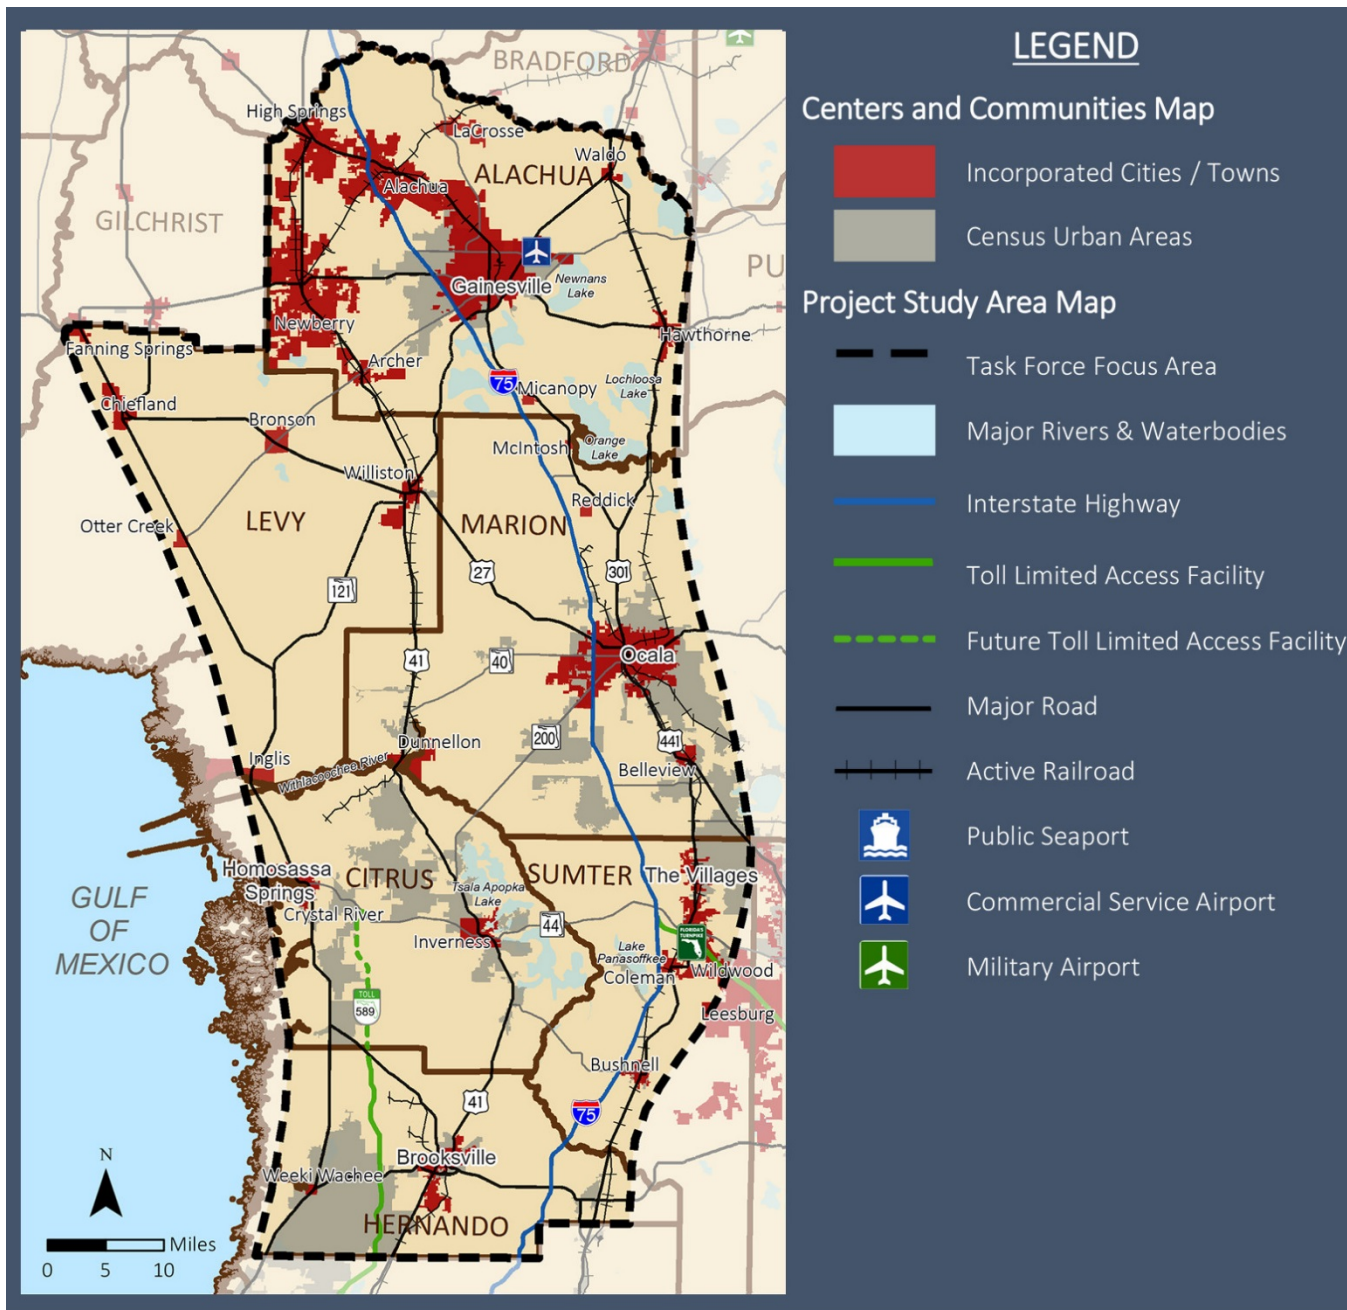 LEGEND
Centers and Communities Map
Incorporated Cities / Towns
Census Urban Areas
Project Study Area Map
Task Force Focus Area
Major Rivers & Waterbodies
Interstate Highway
Toll Limited Access Facility
Future Toll Limited Access Facility
Major Road
Active Railroad
Public Seaport
Commercial Service Airport
Military Airport
BRADFORD
High Springs
LaCrosse
Waldo
ALACHUA
Alachua
GILCHRIST
PU
Gainesville
Newnans
Lake
Newberry
Hawthorne
Fanning Springs
Archer
75
Micanopy
Lochloosa
Lake
Chiefland
Bronson
McIntosh
Orange
Lake
Williston
Reddick
Otter Creek
LEVY
MARION
27
301
121
Ocala
41
40
200
441
Dunnellon
Inglis
Withlacoochee River
Belleview
Homosassa
Springs
CITRUS
SUMTER
The Villages
Tsala Apopka
Lake
GULF
OF
MEXICO
Crystal River
44
FLORIDA'S
TURNPIKE
Inverness
Lake
Panasoffkee
Coleman
Wildwood
TOLL
589
Leesburg
Bushnell
41
75
Brooksville
Weeki Wachee
HERNANDO
N
Miles
0 5 10